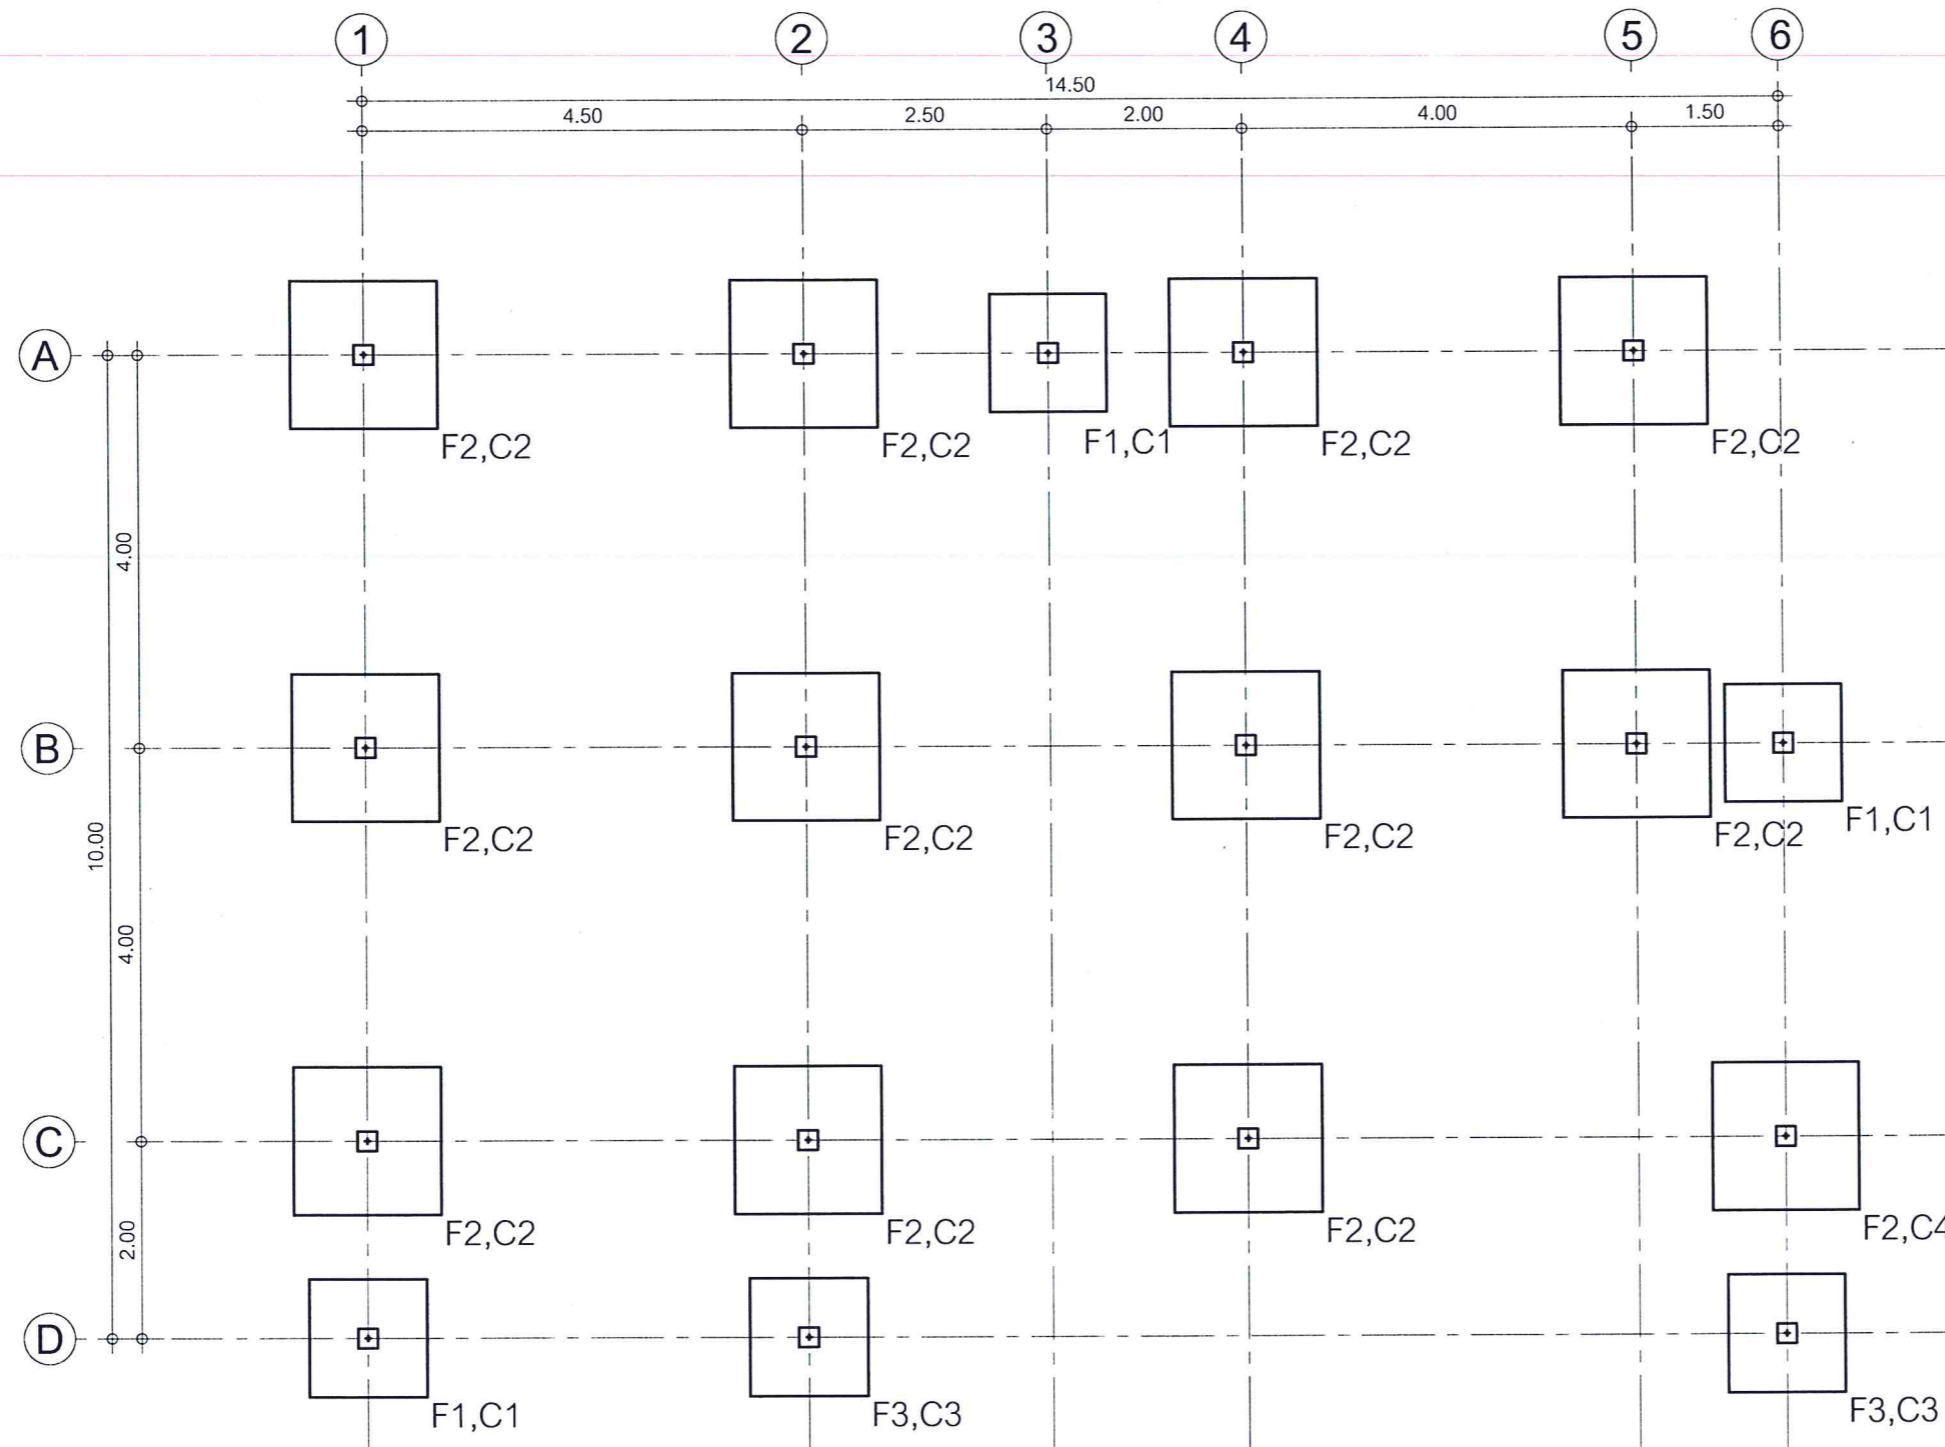 1 2 3 4 5 6
14.50
4.50 2.50 2.00 4.00 1.50
A
F2,C2 F2,C2 F1,C1 F2,C2 F2,C2
4.00
B
F2,C2 F2,C2 F2,C2 F2,C2 F1,C1
10.00
4.00
C
F2,C2 F2,C2 F2,C2 F2,C4
2.00
D
F1,C1 F3,C3 F3,C3